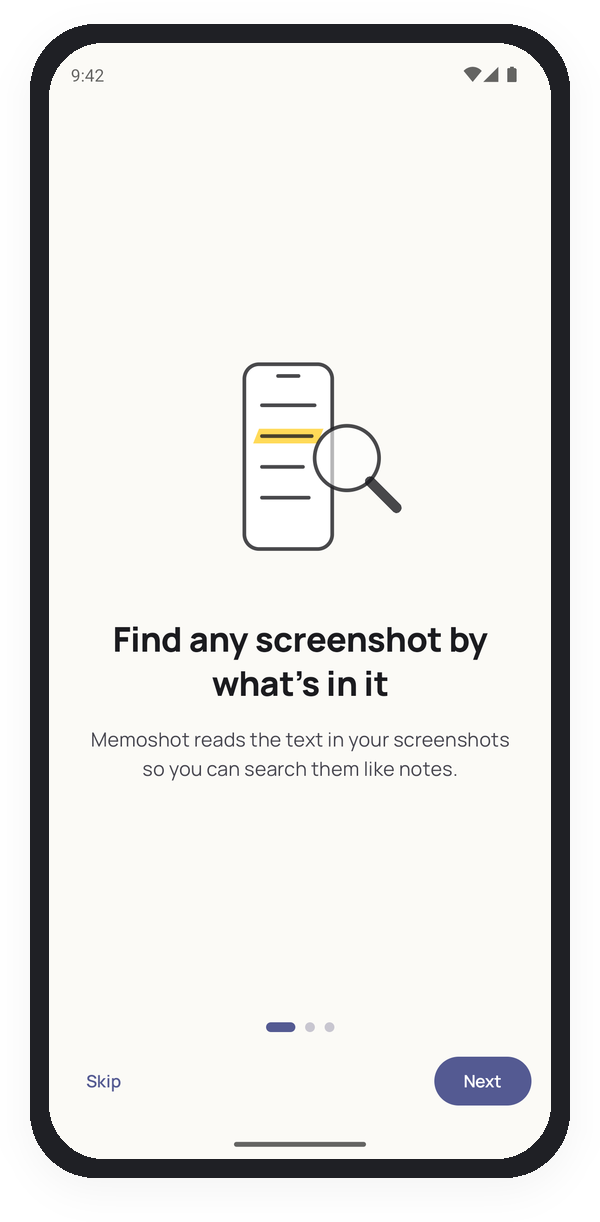 9:42
Find any screenshot by
what’s in it
Memoshot reads the text in your screenshots
so you can search them like notes.
Skip
Next